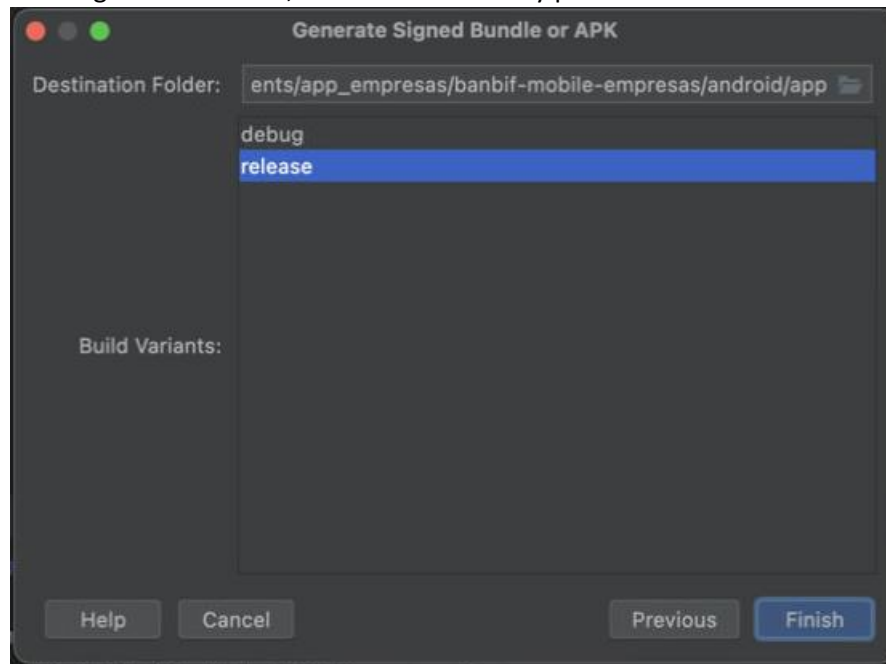 Generate Signed Bundle or APK
Destination Folder: ents/app_empresas/banbif-mobile-empresas/android/app
debug
release
Build Variants:
Help Cancel Previous Finish